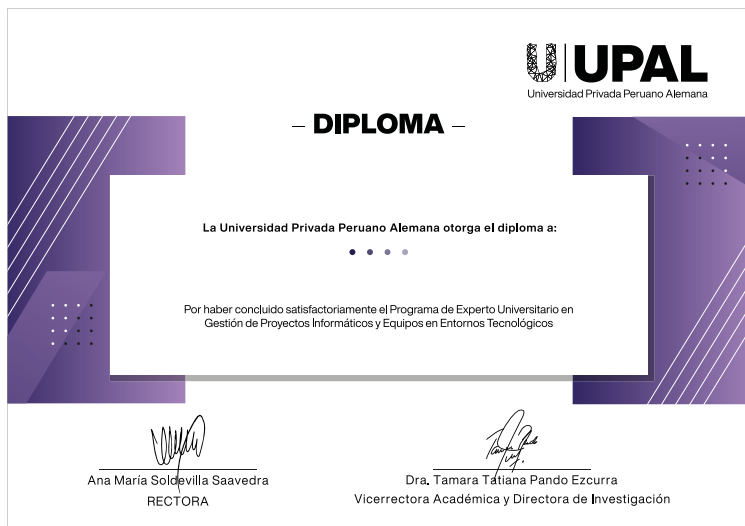 UPAL
Universidad Privada Peruano Alemana
– DIPLOMA –
La Universidad Privada Peruano Alemana otorga el diploma a:
Por haber concluido satisfactoriamente el Programa de Experto Universitario en
Gestión de Proyectos Informáticos y Equipos en Entornos Tecnológicos
Ana María Soldevilla Saavedra
RECTORA
Dra. Tamara Tatiana Pando Ezcurra
Vicerrectora Académica y Directora de Investigación